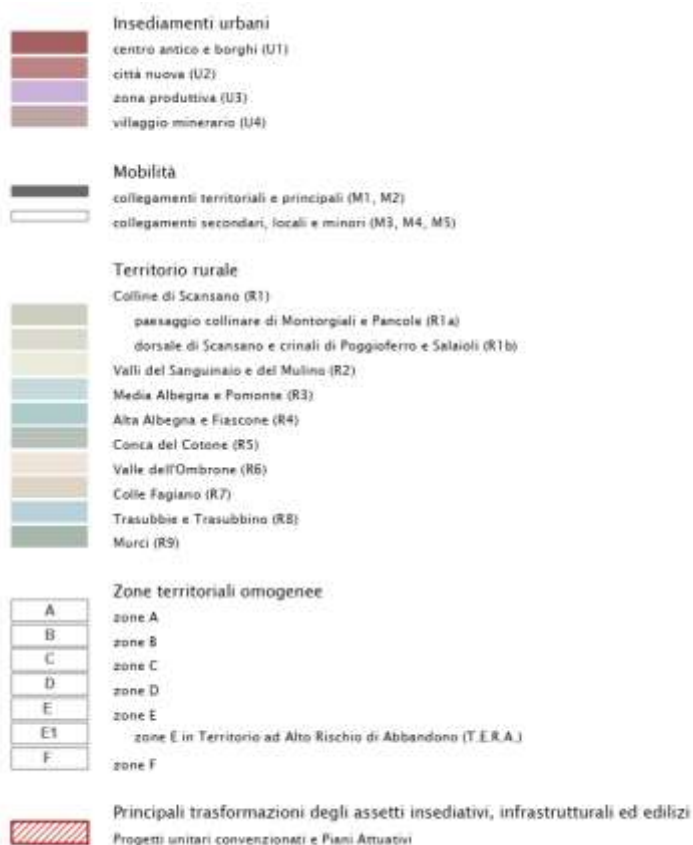 Insediamenti urbani
centro antico e borghi (U1)
città nuova (U2)
zona produttiva (U3)
villaggio minerario (U4)
Mobilità
collegamenti territoriali e principali (M1, M2)
collegamenti secondari, locali e minori (M3, M4, M5)
Territorio rurale
Colline di Scansano (R1)
paesaggio collinare di Montorgiali e Pancole (R1a)
dorsale di Scansano e crinali di Poggioferro e Salaioli (R1b)
Valli del Sanguinaio e del Mulino (R2)
Media Albegna e Pomonte (R3)
Alta Albegna e Fiascone (R4)
Conca del Cotone (R5)
Valle dell'Ombrone (R6)
Colle Fagiano (R7)
Trasubbie e Trasubbino (R8)
Murci (R9)
Zone territoriali omogenee
A zone A
B zone B
C zone C
D zone D
E zone E
E1 zone E in Territorio ad Alto Rischio di Abbandono (T.E.R.A.)
F zone F
Principali trasformazioni degli assetti insediativi, infrastrutturali ed edilizi
Progetti unitari convenzionati e Piani Attuativi